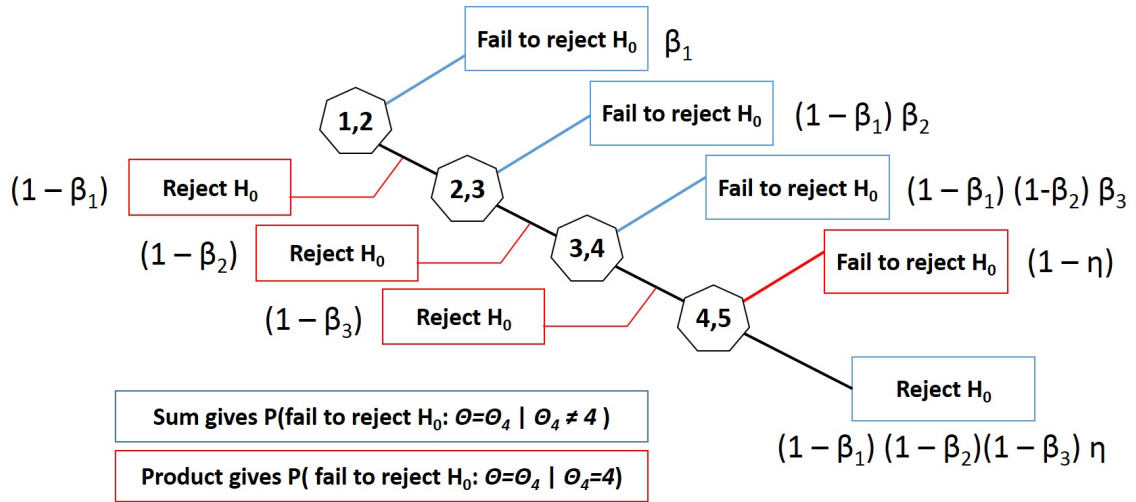 Fail to reject H₀ β₁
1,2
Fail to reject H₀ (1 – β₁) β₂
(1 – β₁) Reject H₀
2,3
Fail to reject H₀ (1 – β₁) (1-β₂) β₃
(1 – β₂) Reject H₀
3,4
Fail to reject H₀ (1 – η)
(1 – β₃) Reject H₀
4,5
Reject H₀
Sum gives P(fail to reject H₀: Θ=Θ₄ | Θ₄ ≠ 4 )
(1 – β₁) (1 – β₂)(1 – β₃) η
Product gives P( fail to reject H₀: Θ=Θ₄ | Θ₄=4)